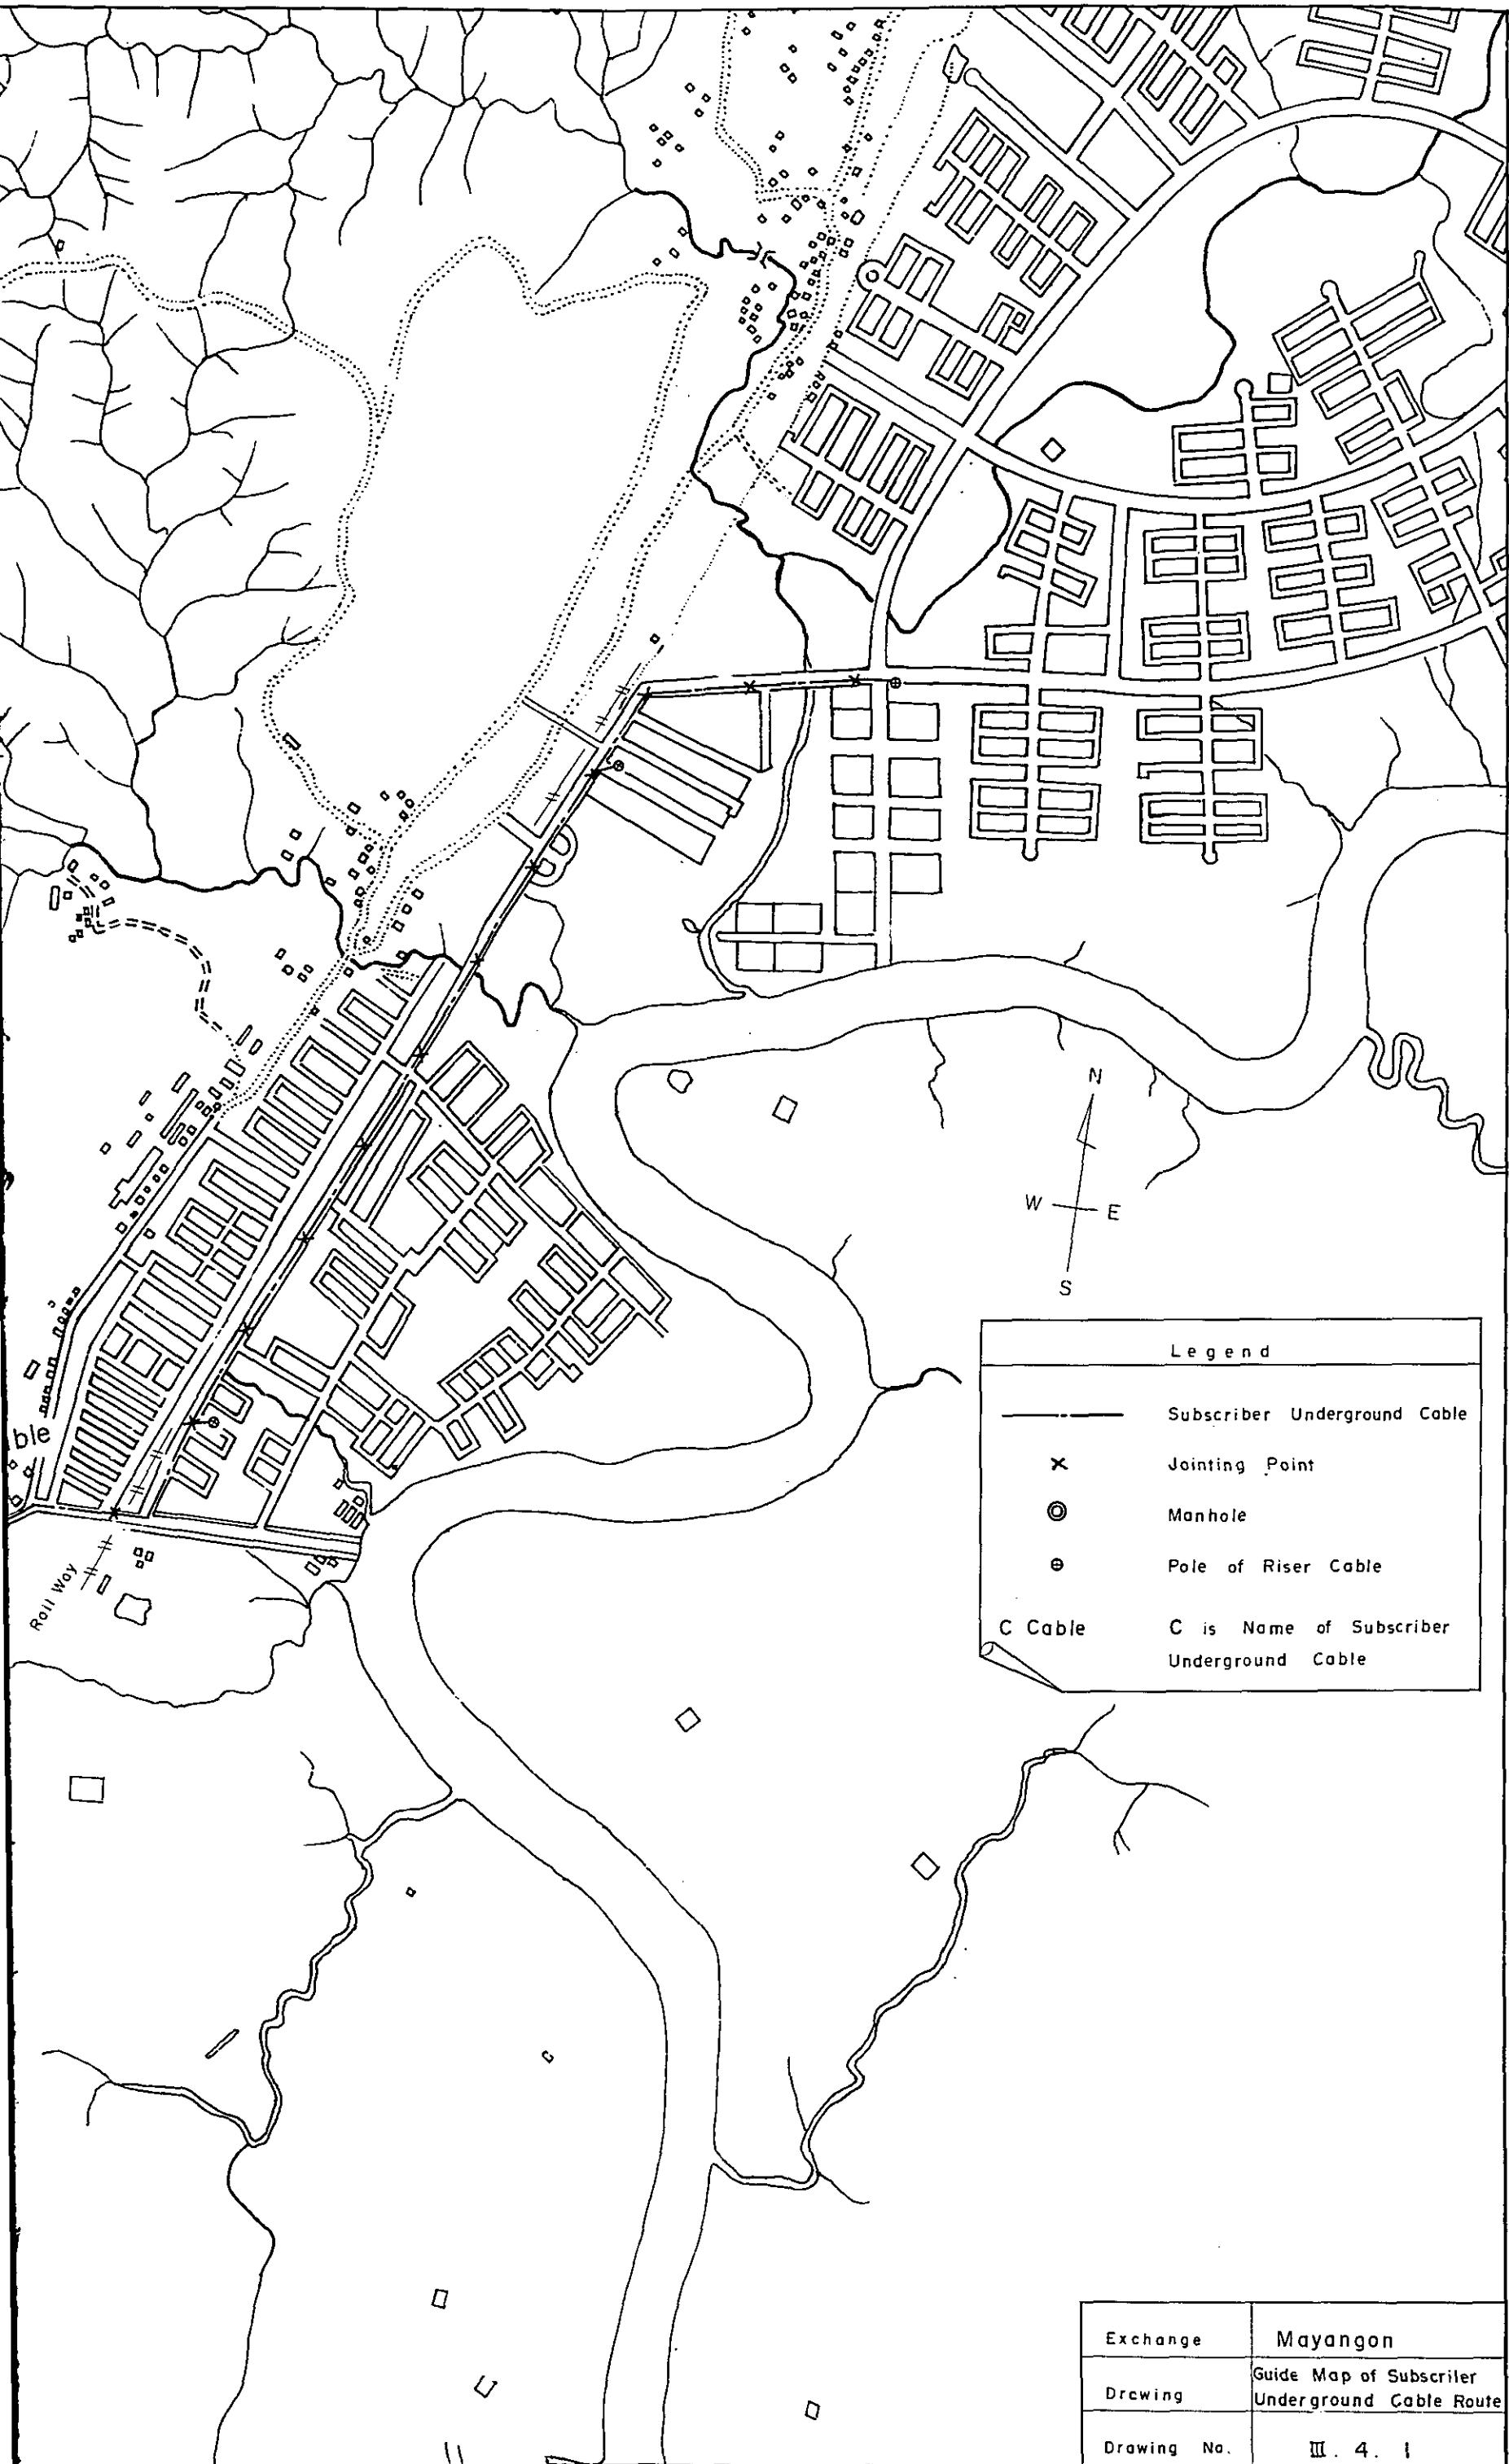 N
W E
S
Legend
Subscriber Underground Cable
Jointing Point
Manhole
Pole of Riser Cable
C Cable C is Name of Subscriber
Underground Cable
ble
Rail Way
Exchange Mayangon
Guide Map of Subscriler
Drcwing Underground Cable Route
Drawing No. III. 4. 1